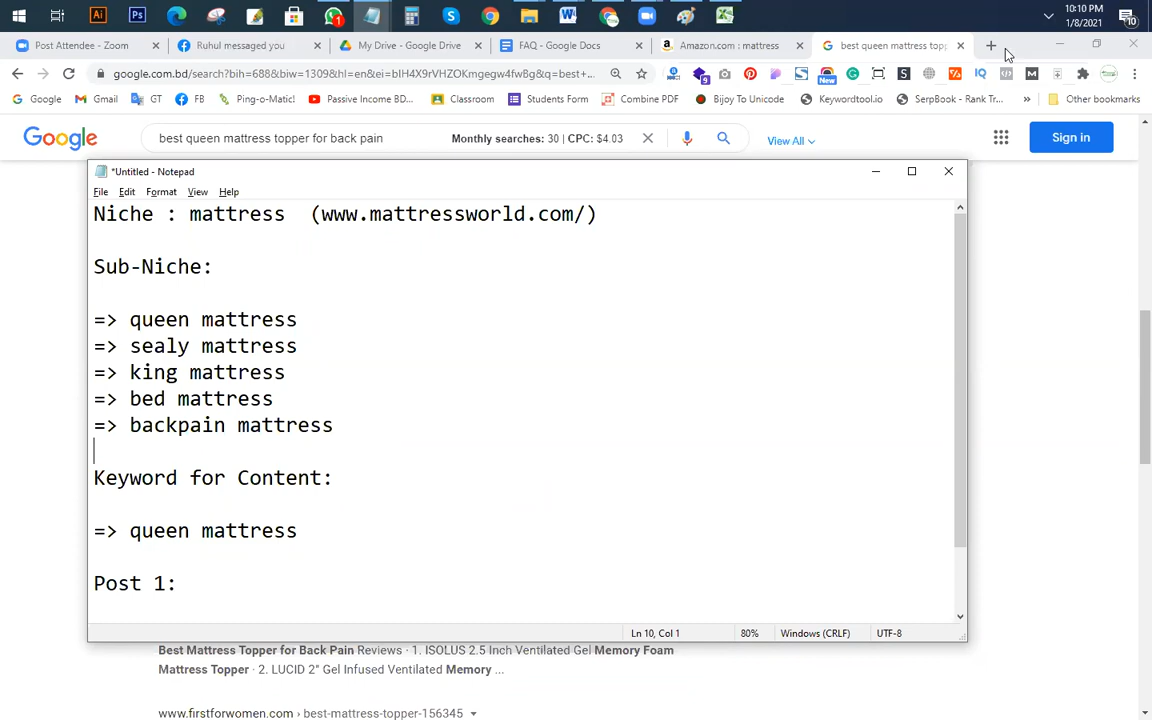 10:10 PM
1/8/2021
10
Post Attendee - Zoom
Ruhul messaged you
My Drive - Google Drive
FAQ - Google Docs
Amazon.com : mattress
best queen mattress topp
google.com.bd/search?bih=688&biw=1309&hl=en&ei=bIH4X9rVHZOKmgegw4fwBg&q=best+...
Google
Gmail
GT
FB
Ping-o-Matic!
Passive Income BD...
Classroom
Students Form
Combine PDF
Bijoy To Unicode
Keywordtool.io
SerpBook - Rank Tr...
Other bookmarks
Google
best queen mattress topper for back pain
Monthly searches: 30 | CPC: $4.03
View All
Sign in
*Untitled - Notepad
File Edit Format View Help
Niche : mattress (www.mattressworld.com/)
Sub-Niche:
=> queen mattress
=> sealy mattress
=> king mattress
=> bed mattress
=> backpain mattress
Keyword for Content:
=> queen mattress
Post 1:
Ln 10, Col 1
80%
Windows (CRLF)
UTF-8
Best Mattress Topper for Back Pain Reviews · 1. ISOLUS 2.5 Inch Ventilated Gel Memory Foam
Mattress Topper · 2. LUCID 2" Gel Infused Ventilated Memory ...
www.firstforwomen.com › best-mattress-topper-156345